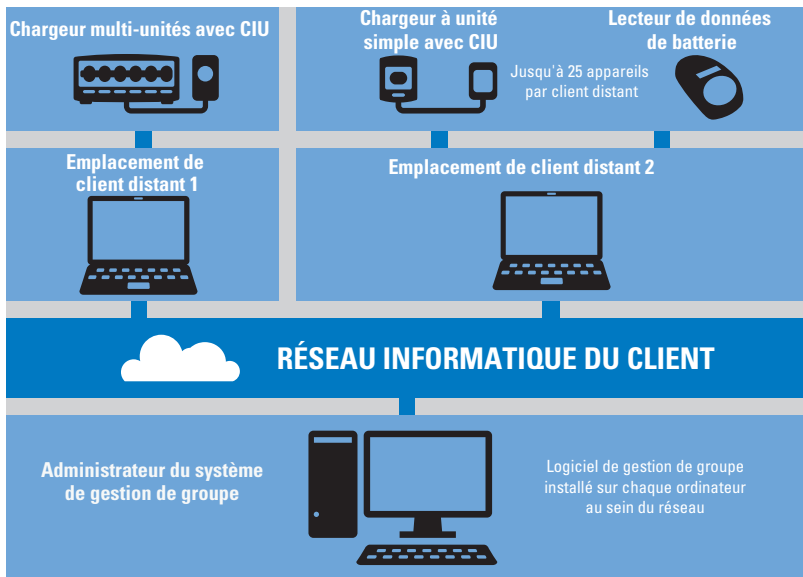 Chargeur multi-unités avec CIU
Chargeur à unité
simple avec CIU
Jusqu'à 25 appareils
par client distant
Lecteur de données
de batterie
Emplacement de
client distant 1
Emplacement de client distant 2
RÉSEAU INFORMATIQUE DU CLIENT
Administrateur du système
de gestion de groupe
Logiciel de gestion de groupe
installé sur chaque ordinateur
au sein du réseau